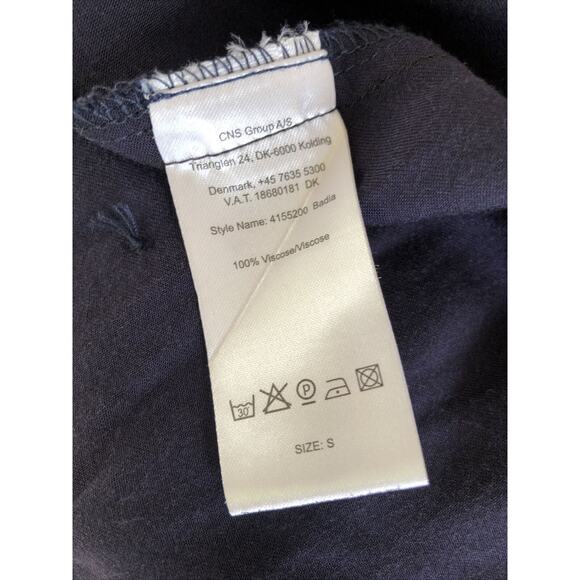 CNS Group A/S
Trianglen 24, DK-6000 Kolding
Denmark, +45 7635 5300
V.A.T. 18680181 DK
Style Name: 4155200 Badia
100% Viscose/Viscose
30°
P
SIZE: S